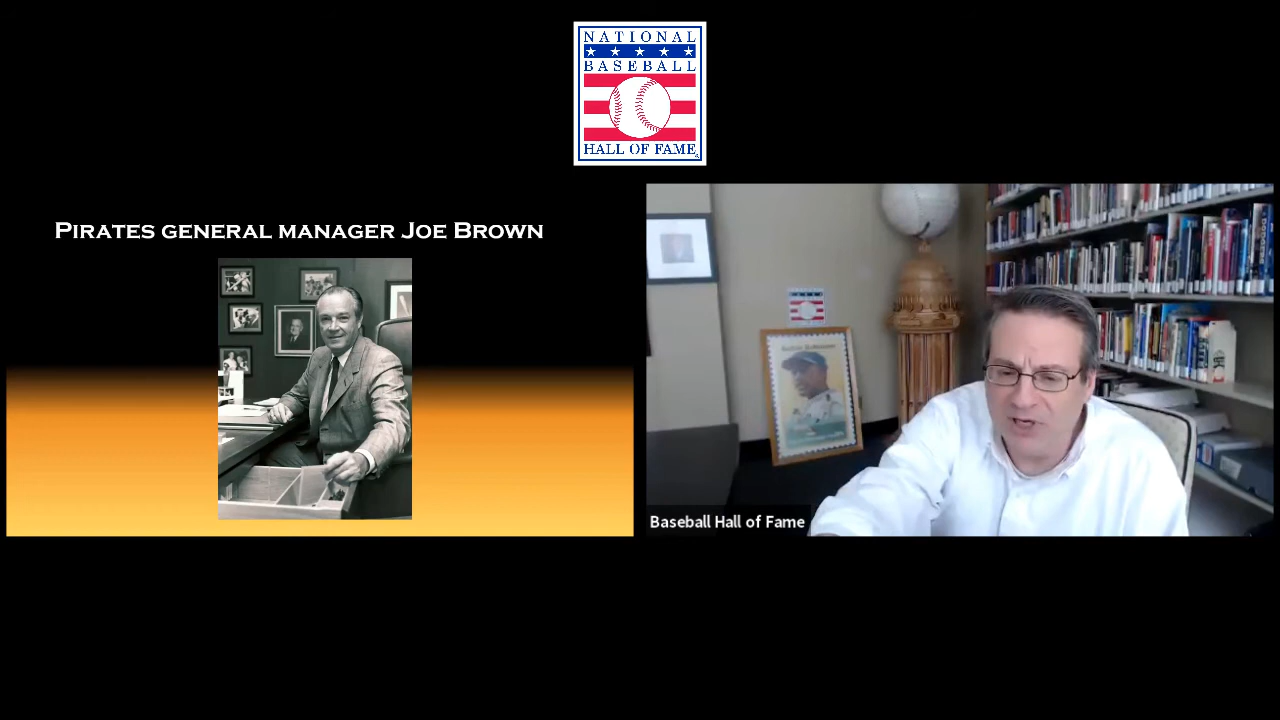 NATIONAL
BASEBALL
HALL OF FAME
PIRATES GENERAL MANAGER JOE BROWN
Baseball Hall of Fame